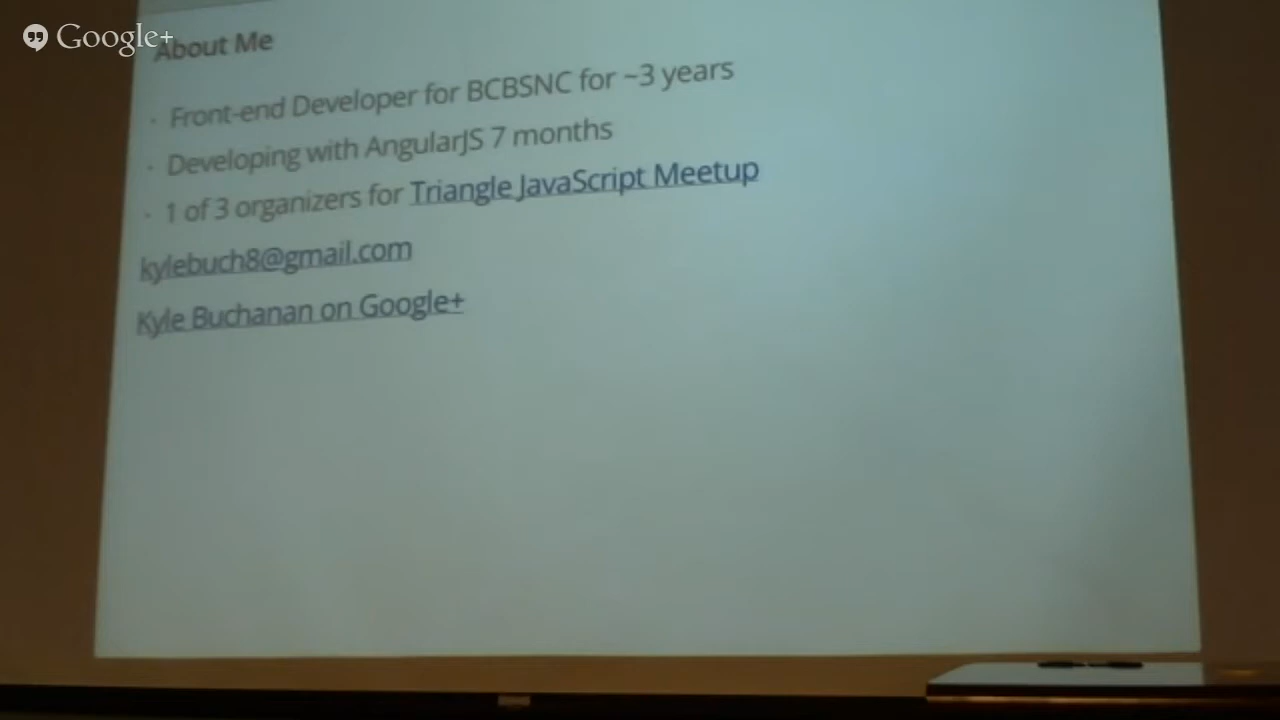 Google+
About Me
· Front-end Developer for BCBSNC for ~3 years
· Developing with AngularJS 7 months
· 1 of 3 organizers for Triangle JavaScript Meetup
kylebuch8@gmail.com
Kyle Buchanan on Google+